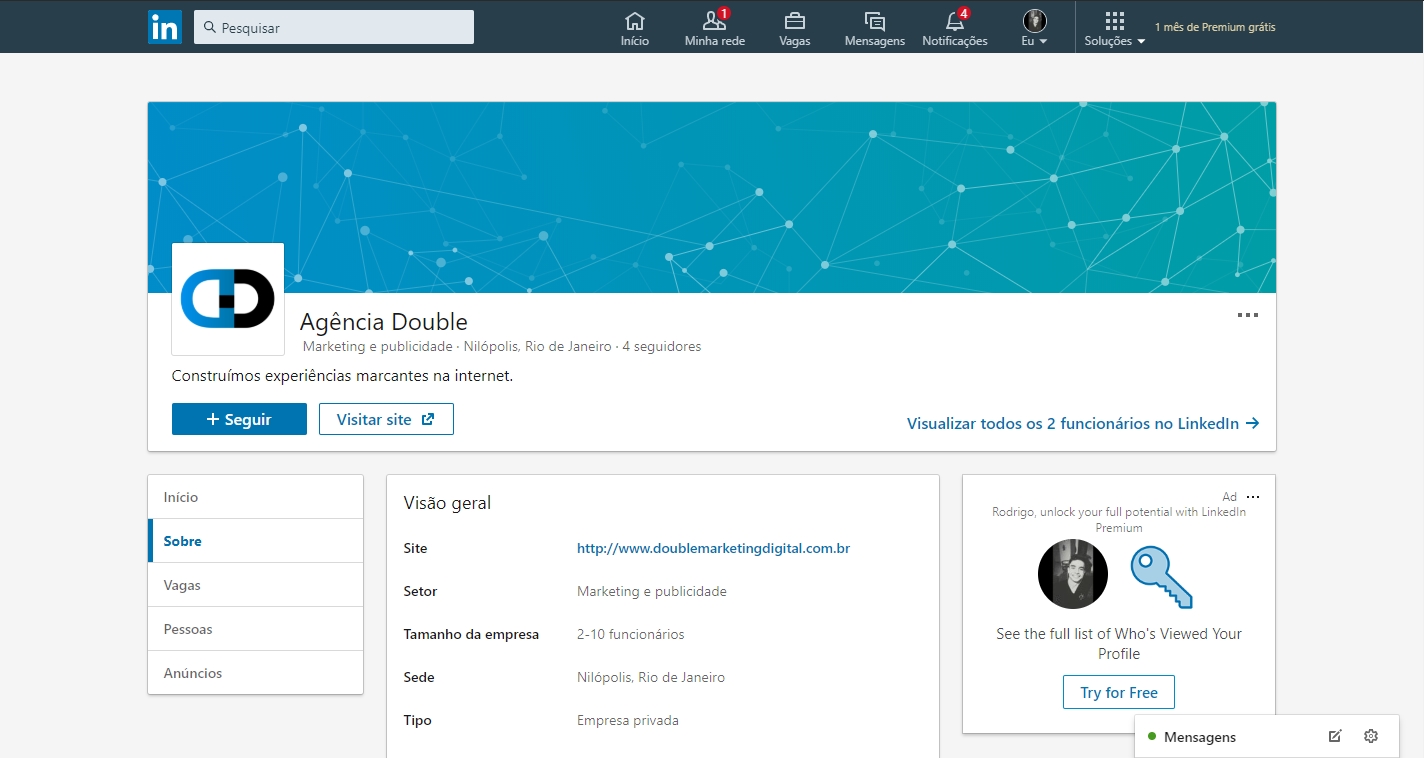 in
Pesquisar
Início
1
Minha rede
Vagas
Mensagens
4
Notificações
Eu
Soluções
1 mês de Premium grátis
Agência Double
Marketing e publicidade · Nilópolis, Rio de Janeiro · 4 seguidores
Construímos experiências marcantes na internet.
+ Seguir
Visitar site
Visualizar todos os 2 funcionários no LinkedIn →
Início
Sobre
Vagas
Pessoas
Anúncios
Visão geral
Site http://www.doublemarketingdigital.com.br
Setor Marketing e publicidade
Tamanho da empresa 2-10 funcionários
Sede Nilópolis, Rio de Janeiro
Tipo Empresa privada
Ad ...
Rodrigo, unlock your full potential with LinkedIn
Premium
See the full list of Who's Viewed Your
Profile
Try for Free
Mensagens